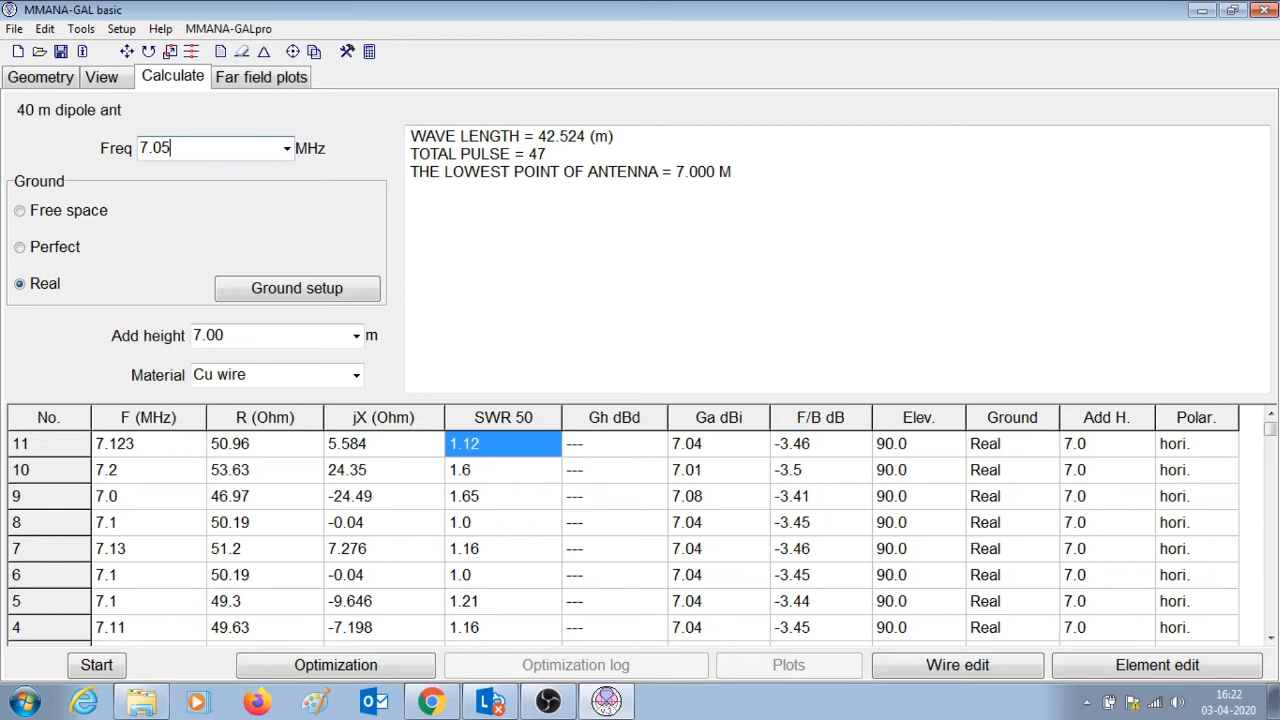 MMANA-GAL basic
File Edit Tools Setup Help MMANA-GALpro
Geometry View Calculate Far field plots
40 m dipole ant
Freq 7.05 MHz
Ground
Free space
Perfect
Real Ground setup
Add height 7.00 m
Material Cu wire
WAVE LENGTH = 42.524 (m)
TOTAL PULSE = 47
THE LOWEST POINT OF ANTENNA = 7.000 M
No. F (MHz) R (Ohm) jX (Ohm) SWR 50 Gh dBd Ga dBi F/B dB Elev. Ground Add H. Polar.
11 7.123 50.96 5.584 1.12 --- 7.04 -3.46 90.0 Real 7.0 hori.
10 7.2 53.63 24.35 1.6 --- 7.01 -3.5 90.0 Real 7.0 hori.
9 7.0 46.97 -24.49 1.65 --- 7.08 -3.41 90.0 Real 7.0 hori.
8 7.1 50.19 -0.04 1.0 --- 7.04 -3.45 90.0 Real 7.0 hori.
7 7.13 51.2 7.276 1.16 --- 7.04 -3.46 90.0 Real 7.0 hori.
6 7.1 50.19 -0.04 1.0 --- 7.04 -3.45 90.0 Real 7.0 hori.
5 7.1 49.3 -9.646 1.21 --- 7.04 -3.44 90.0 Real 7.0 hori.
4 7.11 49.63 -7.198 1.16 --- 7.04 -3.45 90.0 Real 7.0 hori.
Start Optimization Optimization log Plots Wire edit Element edit
16:22
03-04-2020